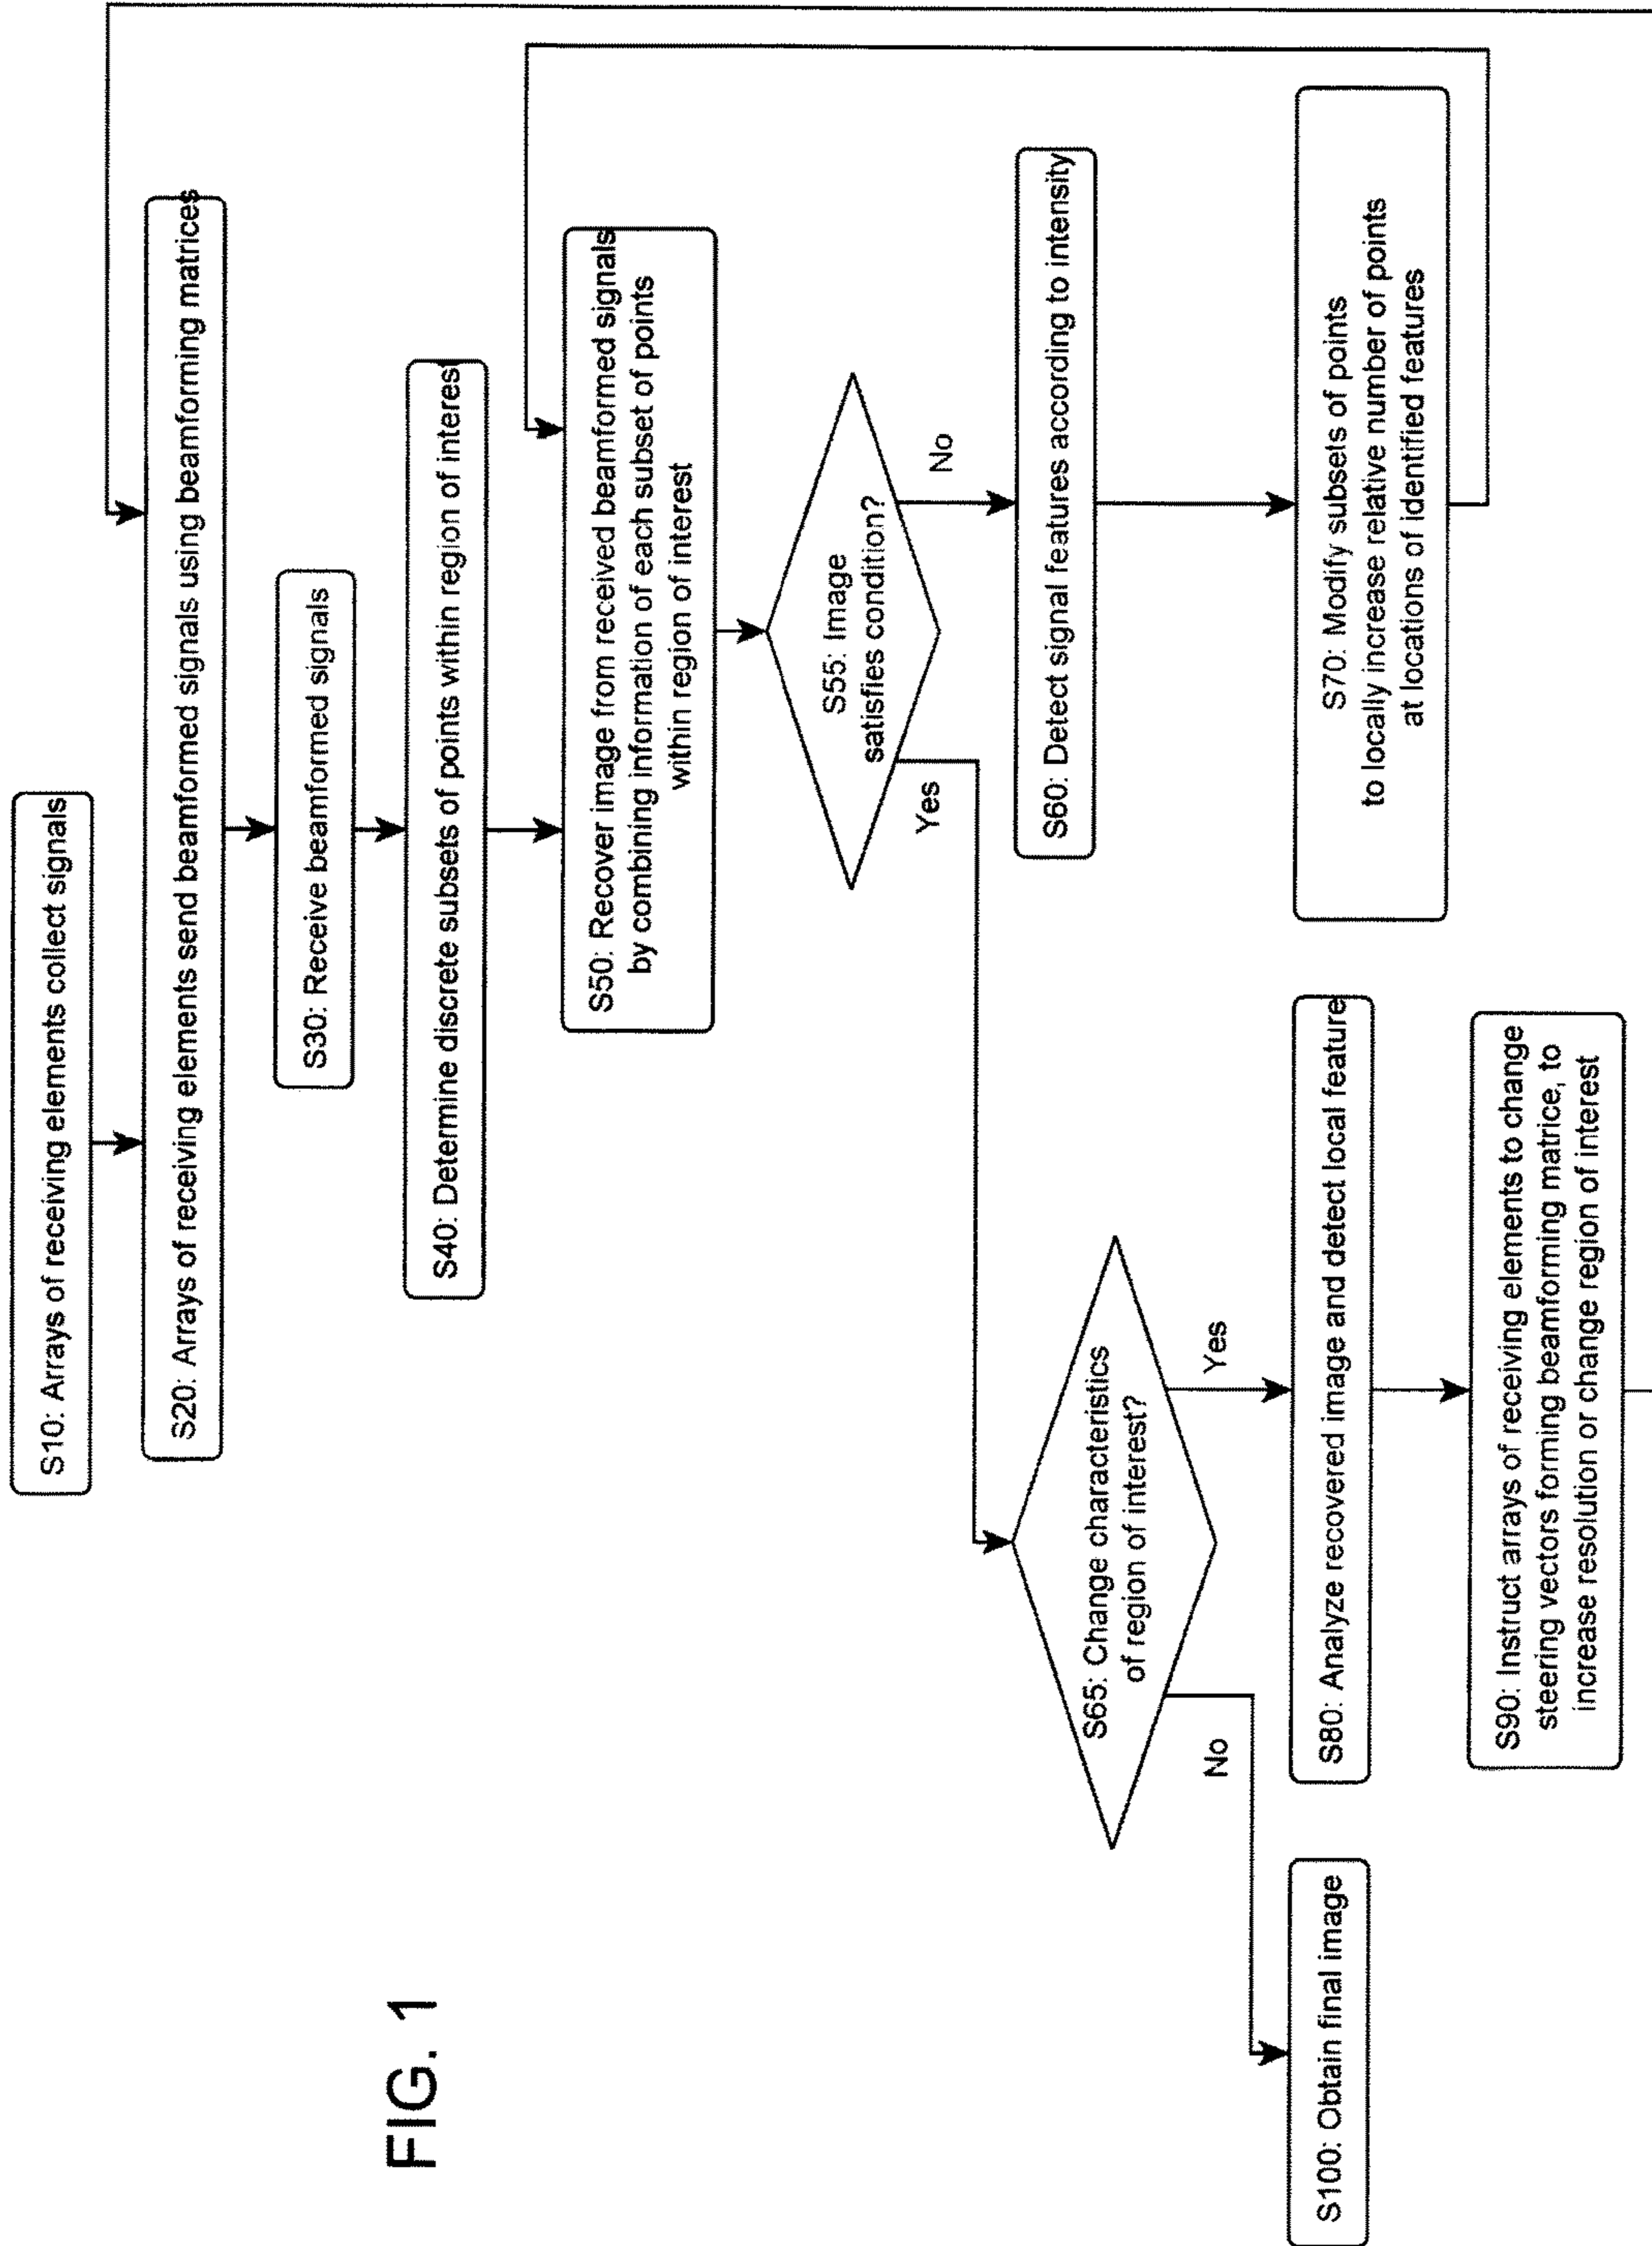 S10: Arrays of receiving elements collect signals
S20: Arrays of receiving elements send beamformed signals using beamforming matrices
S30: Receive beamformed signals
S40: Determine discrete subsets of points within region of interest
S50: Recover image from received beamformed signals
by combining information of each subset of points
within region of interest
S55: Image
satisfies condition?
Yes
No
S60: Detect signal features according to intensity
S70: Modify subsets of points
to locally increase relative number of points
at locations of identified features
S65: Change characteristics
of region of interest?
No
Yes
S80: Analyze recovered image and detect local feature
S90: Instruct arrays of receiving elements to change
steering vectors forming beamforming matrice, to
increase resolution or change region of interest
S100: Obtain final image
FIG. 1